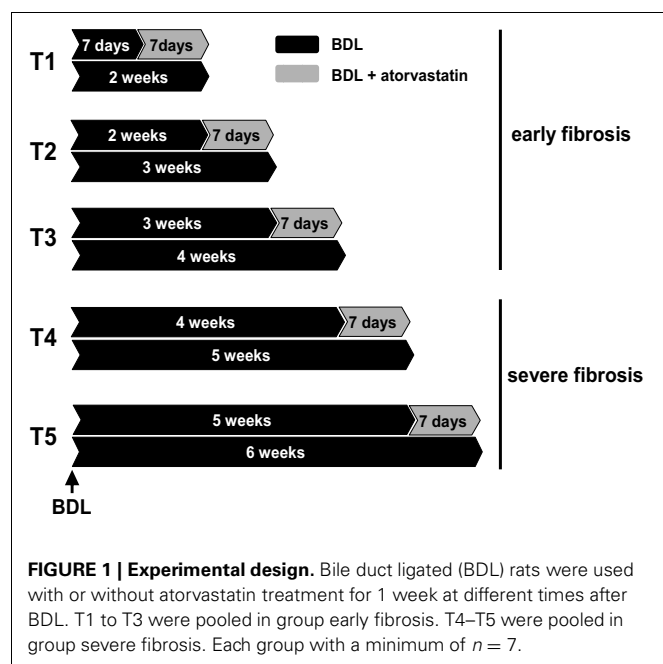 7 days 7days
T1
2 weeks
BDL
BDL + atorvastatin
early fibrosis
2 weeks 7 days
T2
3 weeks
3 weeks 7 days
T3
4 weeks
4 weeks 7 days
T4
5 weeks
severe fibrosis
5 weeks 7 days
T5
6 weeks
BDL
FIGURE 1 | Experimental design. Bile duct ligated (BDL) rats were used
with or without atorvastatin treatment for 1 week at different times after
BDL. T1 to T3 were pooled in group early fibrosis. T4–T5 were pooled in
group severe fibrosis. Each group with a minimum of n = 7.